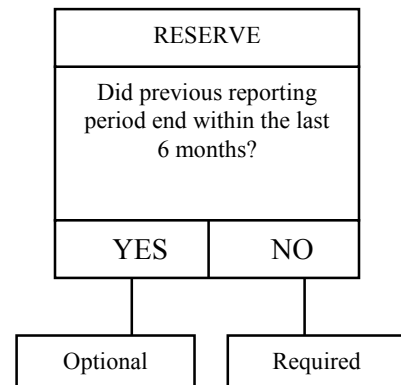 RESERVE
Did previous reporting
period end within the last
6 months?
YES NO
Optional Required